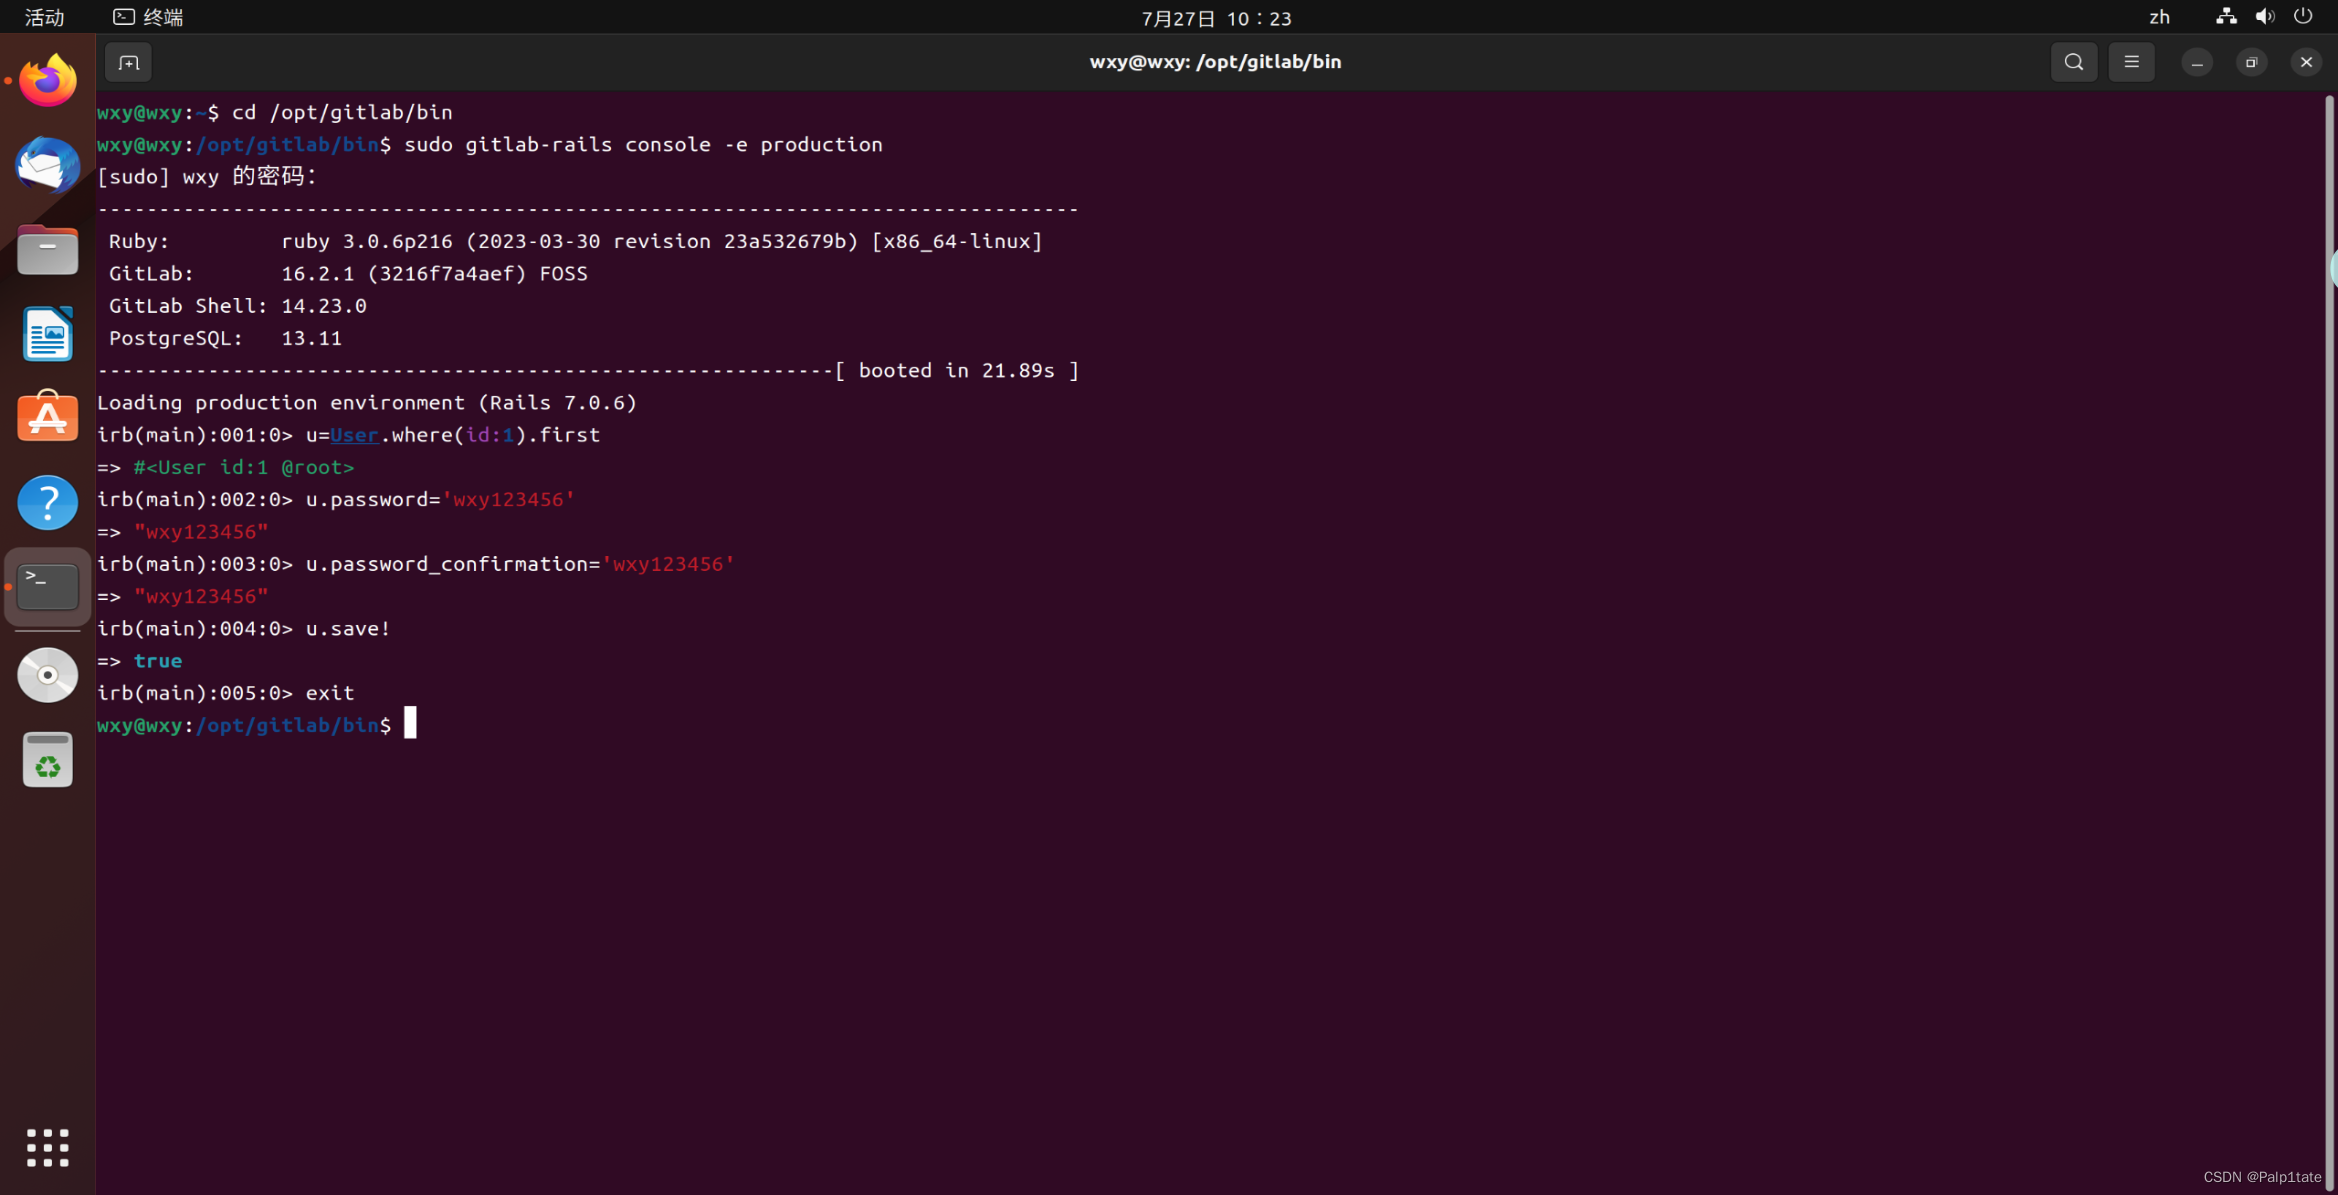 活动 终端 7月27日 10：23 zh
wxy@wxy: /opt/gitlab/bin
wxy@wxy:~$ cd /opt/gitlab/bin
wxy@wxy:/opt/gitlab/bin$ sudo gitlab-rails console -e production
[sudo] wxy 的密码：
--------------------------------------------------------------------------------
Ruby:         ruby 3.0.6p216 (2023-03-30 revision 23a532679b) [x86_64-linux]
GitLab:       16.2.1 (3216f7a4aef) FOSS
GitLab Shell: 14.23.0
PostgreSQL:   13.11
------------------------------------------------------------[ booted in 21.89s ]
Loading production environment (Rails 7.0.6)
irb(main):001:0> u=User.where(id:1).first
=> #<User id:1 @root>
irb(main):002:0> u.password='wxy123456'
=> "wxy123456"
irb(main):003:0> u.password_confirmation='wxy123456'
=> "wxy123456"
irb(main):004:0> u.save!
=> true
irb(main):005:0> exit
wxy@wxy:/opt/gitlab/bin$
CSDN @Palp1tate